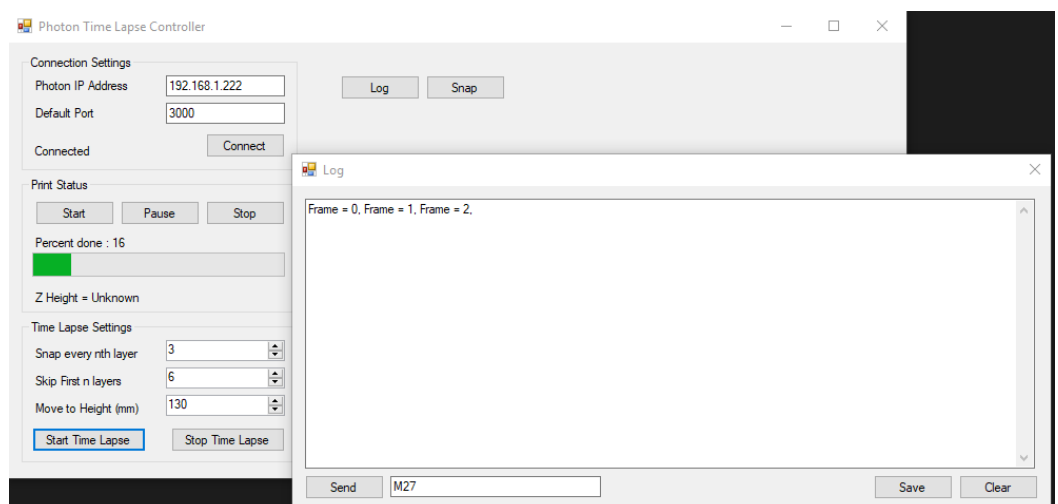 Photon Time Lapse Controller
Connection Settings
Photon IP Address 192.168.1.222
Log Snap
Default Port 3000
Connected Connect
Log
Print Status
Start Pause Stop
Frame = 0, Frame = 1, Frame = 2,
Percent done : 16
Z Height = Unknown
Time Lapse Settings
Snap every nth layer 3
Skip First n layers 6
Move to Height (mm) 130
Start Time Lapse Stop Time Lapse
Send M27 Save Clear